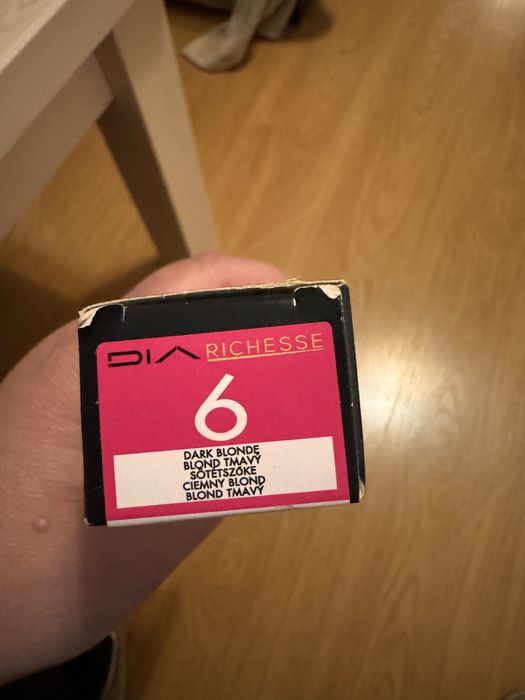 DIA RICHESSE
6
DARK BLONDE
BLOND TMAVÝ
SÖTÉTSZŐKE
CIEMNY BLOND
BLOND TMAVÝ